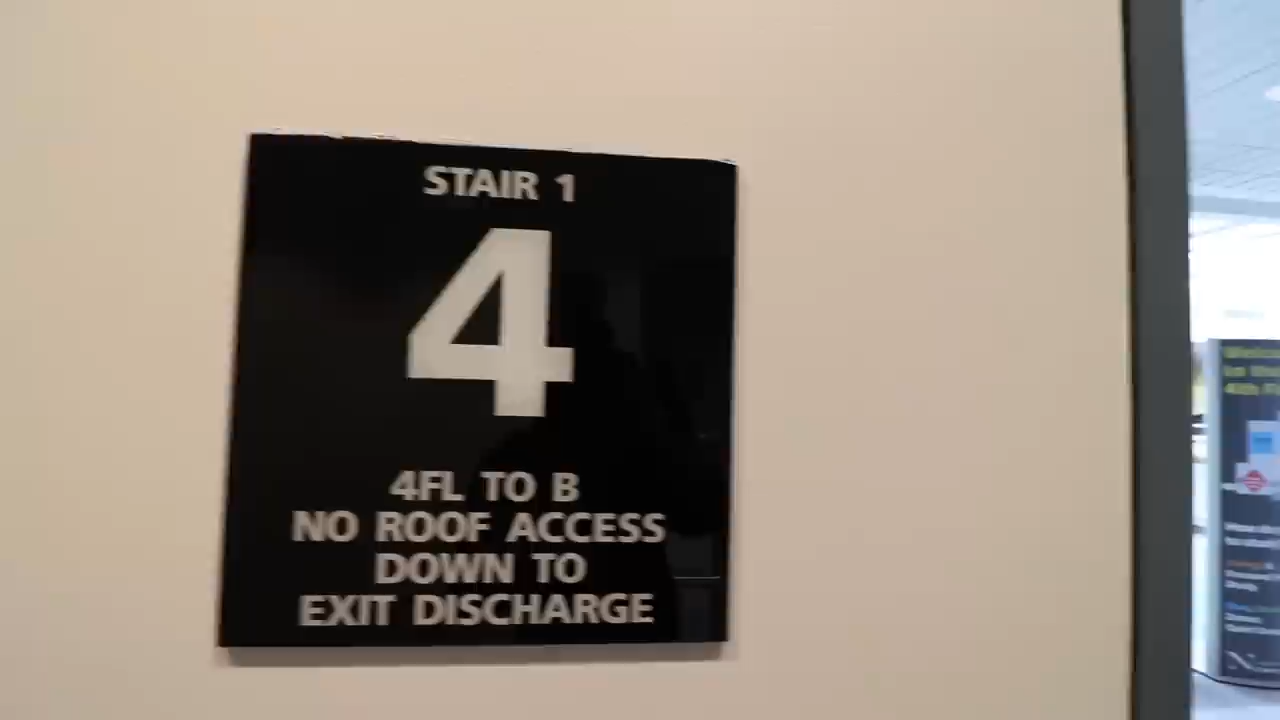 STAIR 1
4
4FL TO B
NO ROOF ACCESS
DOWN TO
EXIT DISCHARGE